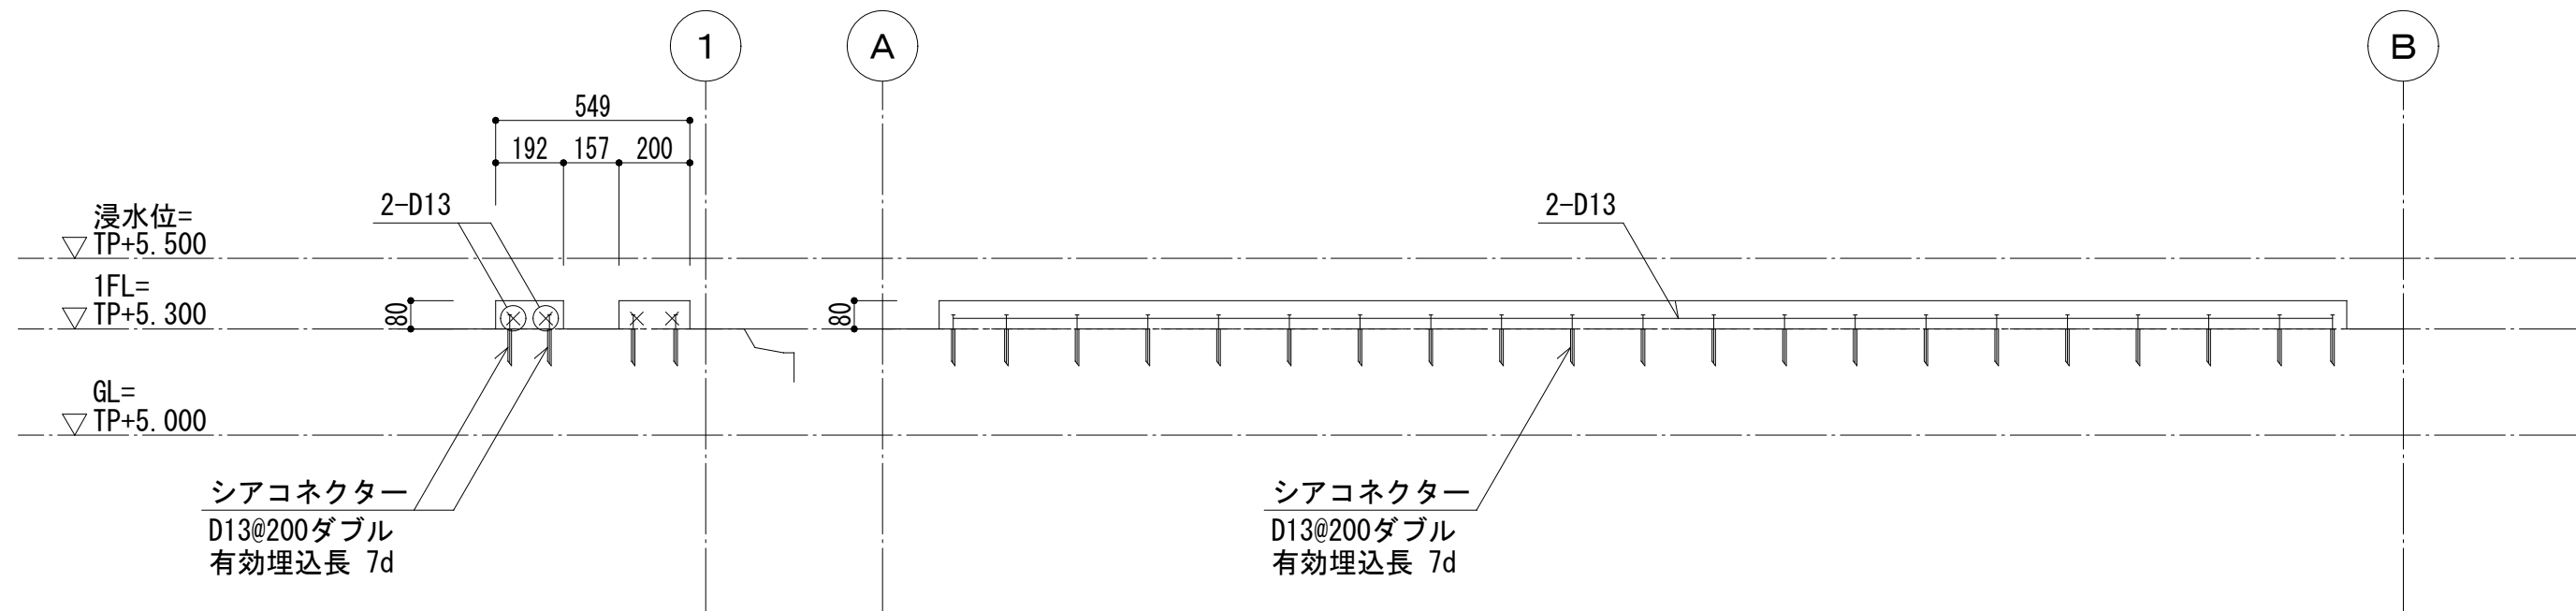 1
A
B
549
192
157
200
2-D13
2-D13
浸水位=
TP+5.500
1FL=
TP+5.300
80
80
GL=
TP+5.000
シアコネクター
D13@200ダブル
有効埋込長 7d
シアコネクター
D13@200ダブル
有効埋込長 7d